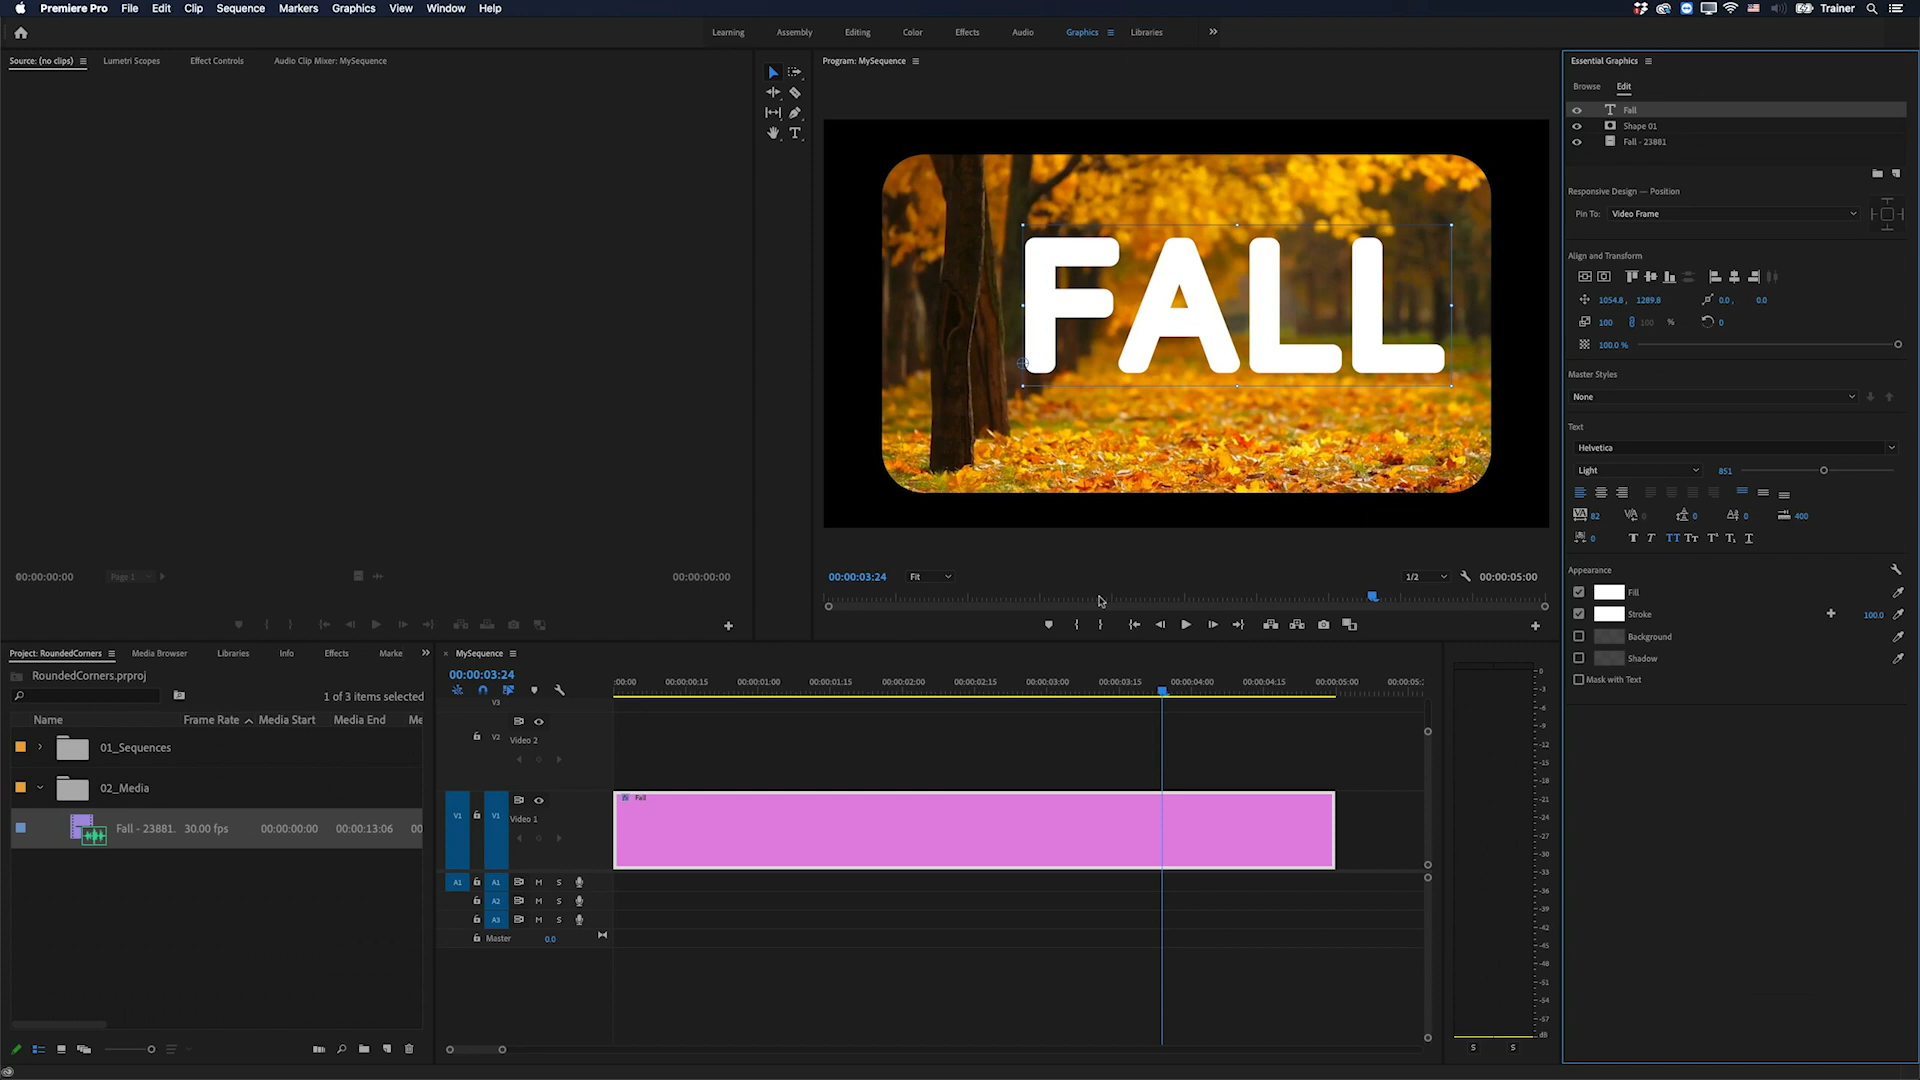 Premiere Pro File Edit Clip Sequence Markers Graphics View Window Help
Trainer
Learning Assembly Editing Color Effects Audio Graphics Libraries
Source: (no clips) Lumetri Scopes Effect Controls Audio Clip Mixer: MySequence
Program: MySequence
Essential Graphics
Browse Edit
Fall
Shape 01
Fall - 23881
Responsive Design — Position
Pin To: Video Frame
Align and Transform
1054.8 , 1289.8 0.0 , 0.0
100 100 % 0
100.0 %
Master Styles
None
Text
Helvetica
Light 851
82 0 0 0 400
0
Appearance
Fill
Stroke 100.0
Background
Shadow
Mask with Text
FALL
00:00:00:00 Page 1 00:00:00:00
00:00:03:24 Fit 1/2 00:00:05:00
Project: RoundedCorners Media Browser Libraries Info Effects Marke
RoundedCorners.prproj
1 of 3 items selected
Name Frame Rate Media Start Media End Me
01_Sequences
02_Media
Fall - 23881. 30.00 fps 00:00:00:00 00:00:13:06 00
MySequence
00:00:03:24
:00:00 00:00:00:15 00:00:01:00 00:00:01:15 00:00:02:00 00:00:02:15 00:00:03:00 00:00:03:15 00:00:04:00 00:00:04:15 00:00:05:00 00:00:05:
V3
V2 Video 2
V1 V1 Video 1
Fall
A1 A1 M S
A2 M S
A3 M S
Master 0.0
0
-3
-6
-9
-12
-15
-18
-21
-24
-27
-30
-33
-36
-39
-42
-45
-48
-51
-54
-57
dB
S S